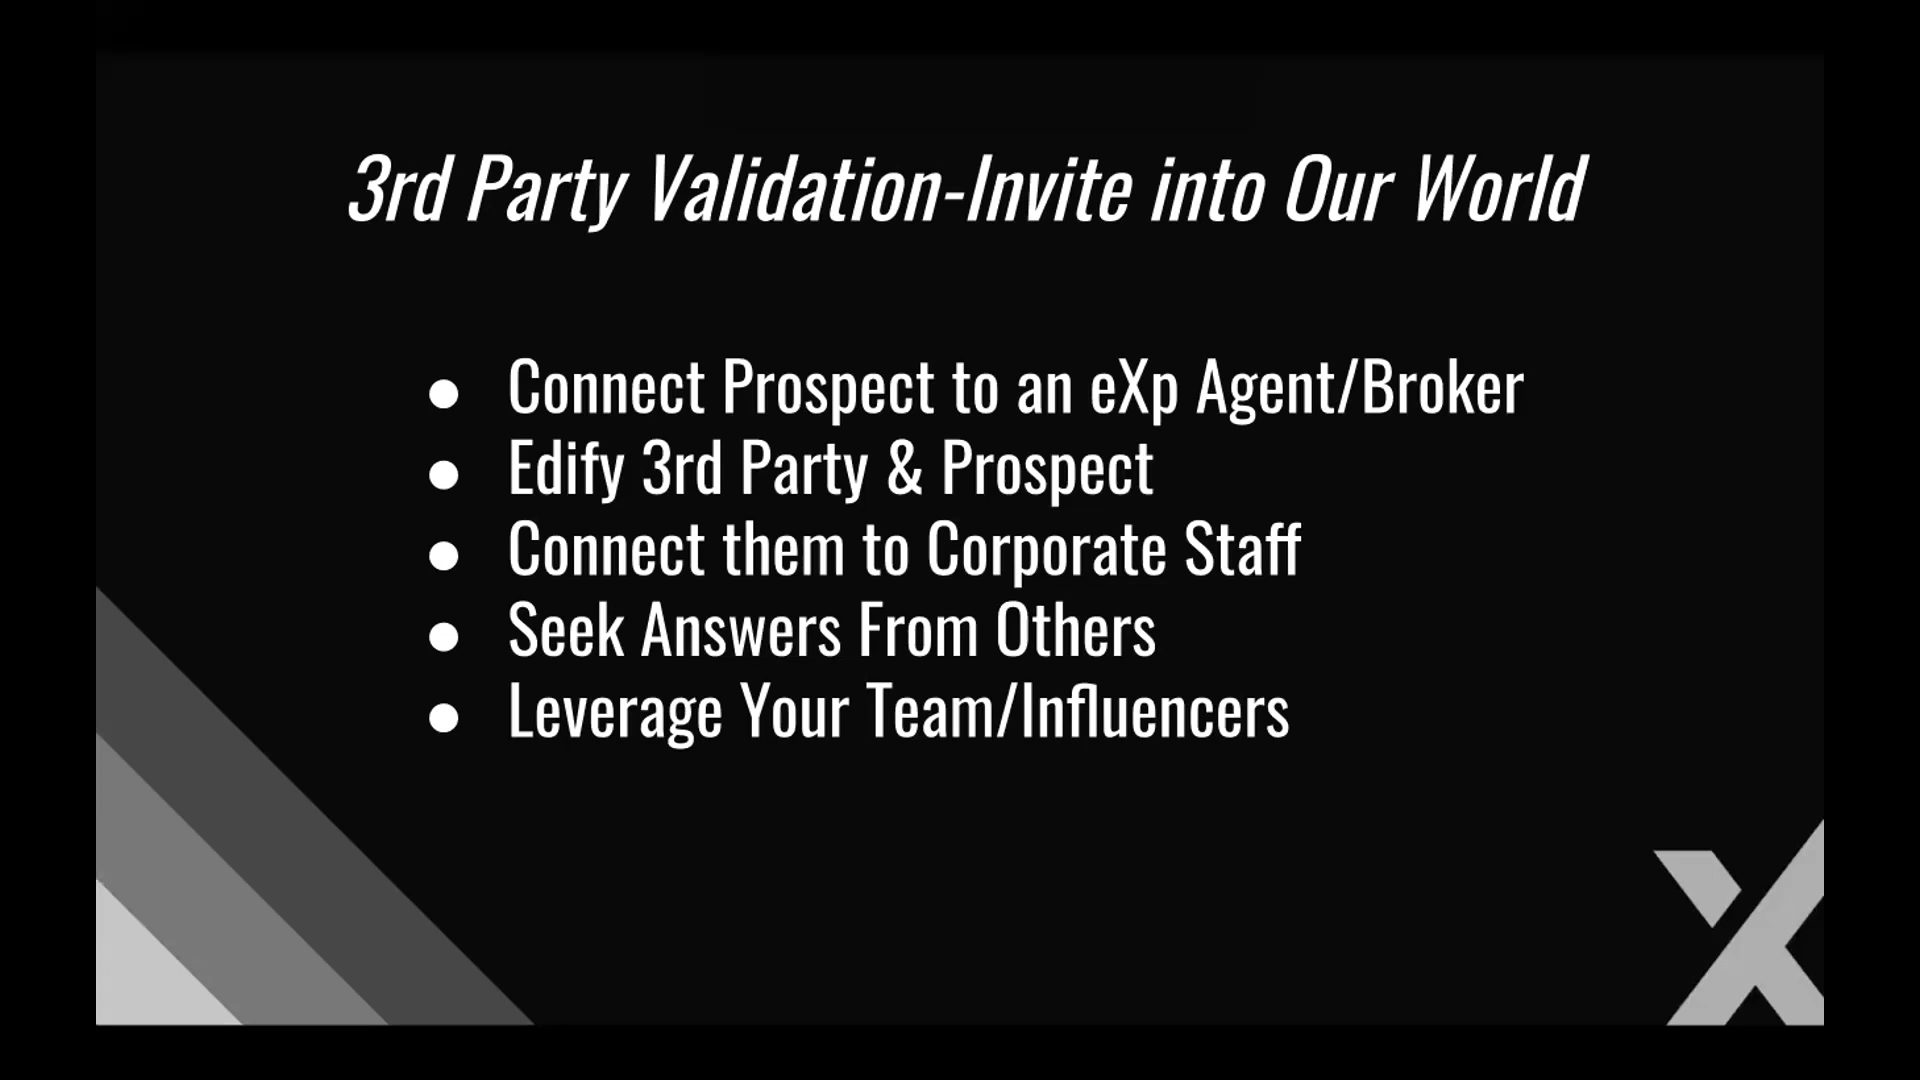 3rd Party Validation-Invite into Our World
● Connect Prospect to an eXp Agent/Broker
● Edify 3rd Party & Prospect
● Connect them to Corporate Staff
● Seek Answers From Others
● Leverage Your Team/Influencers
X